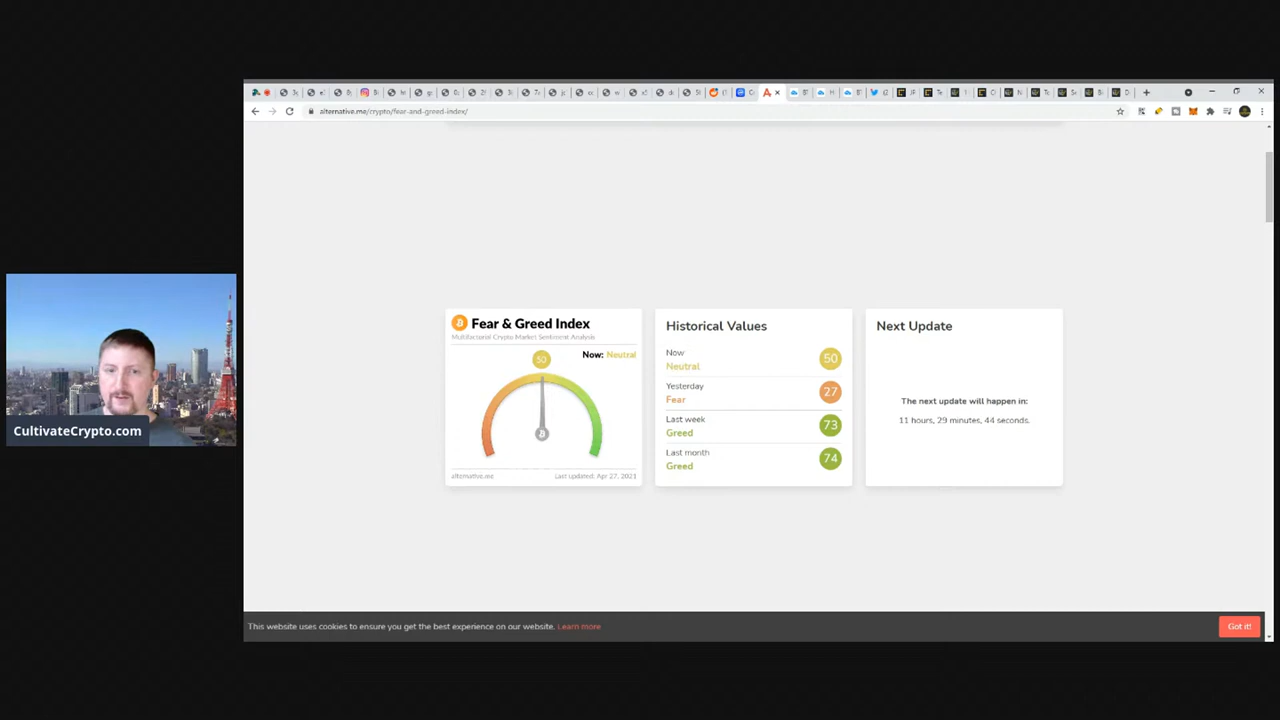 alternative.me/crypto/fear-and-greed-index/
Fear & Greed Index
Multifactorial Crypto Market Sentiment Analysis
Now: Neutral
50
alternative.me
Last updated: Apr 27, 2021
Historical Values
Now
Neutral
50
Yesterday
Fear
27
Last week
Greed
73
Last month
Greed
74
Next Update
The next update will happen in:
11 hours, 29 minutes, 44 seconds.
CultivateCrypto.com
This website uses cookies to ensure you get the best experience on our website. Learn more
Got it!